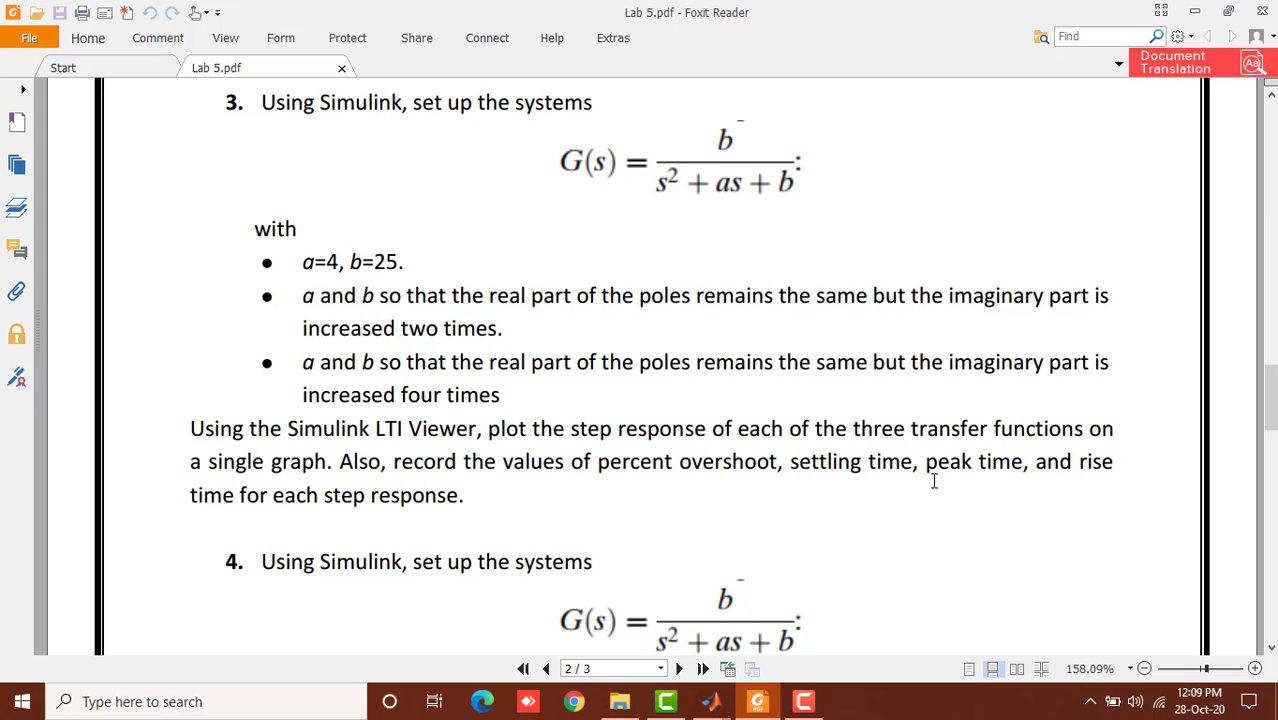 Lab 5.pdf - Foxit Reader
File Home Comment View Form Protect Share Connect Help Extras
Find
Start
Lab 5.pdf
Document
Translation
3. Using Simulink, set up the systems
G(s) = b / (s² + as + b):
with
• a=4, b=25.
• a and b so that the real part of the poles remains the same but the imaginary part is
increased two times.
• a and b so that the real part of the poles remains the same but the imaginary part is
increased four times
Using the Simulink LTI Viewer, plot the step response of each of the three transfer functions on
a single graph. Also, record the values of percent overshoot, settling time, peak time, and rise
time for each step response.
4. Using Simulink, set up the systems
G(s) = b / (s² + as + b):
2 / 3
158.09%
Type here to search
12:09 PM
28-Oct-20